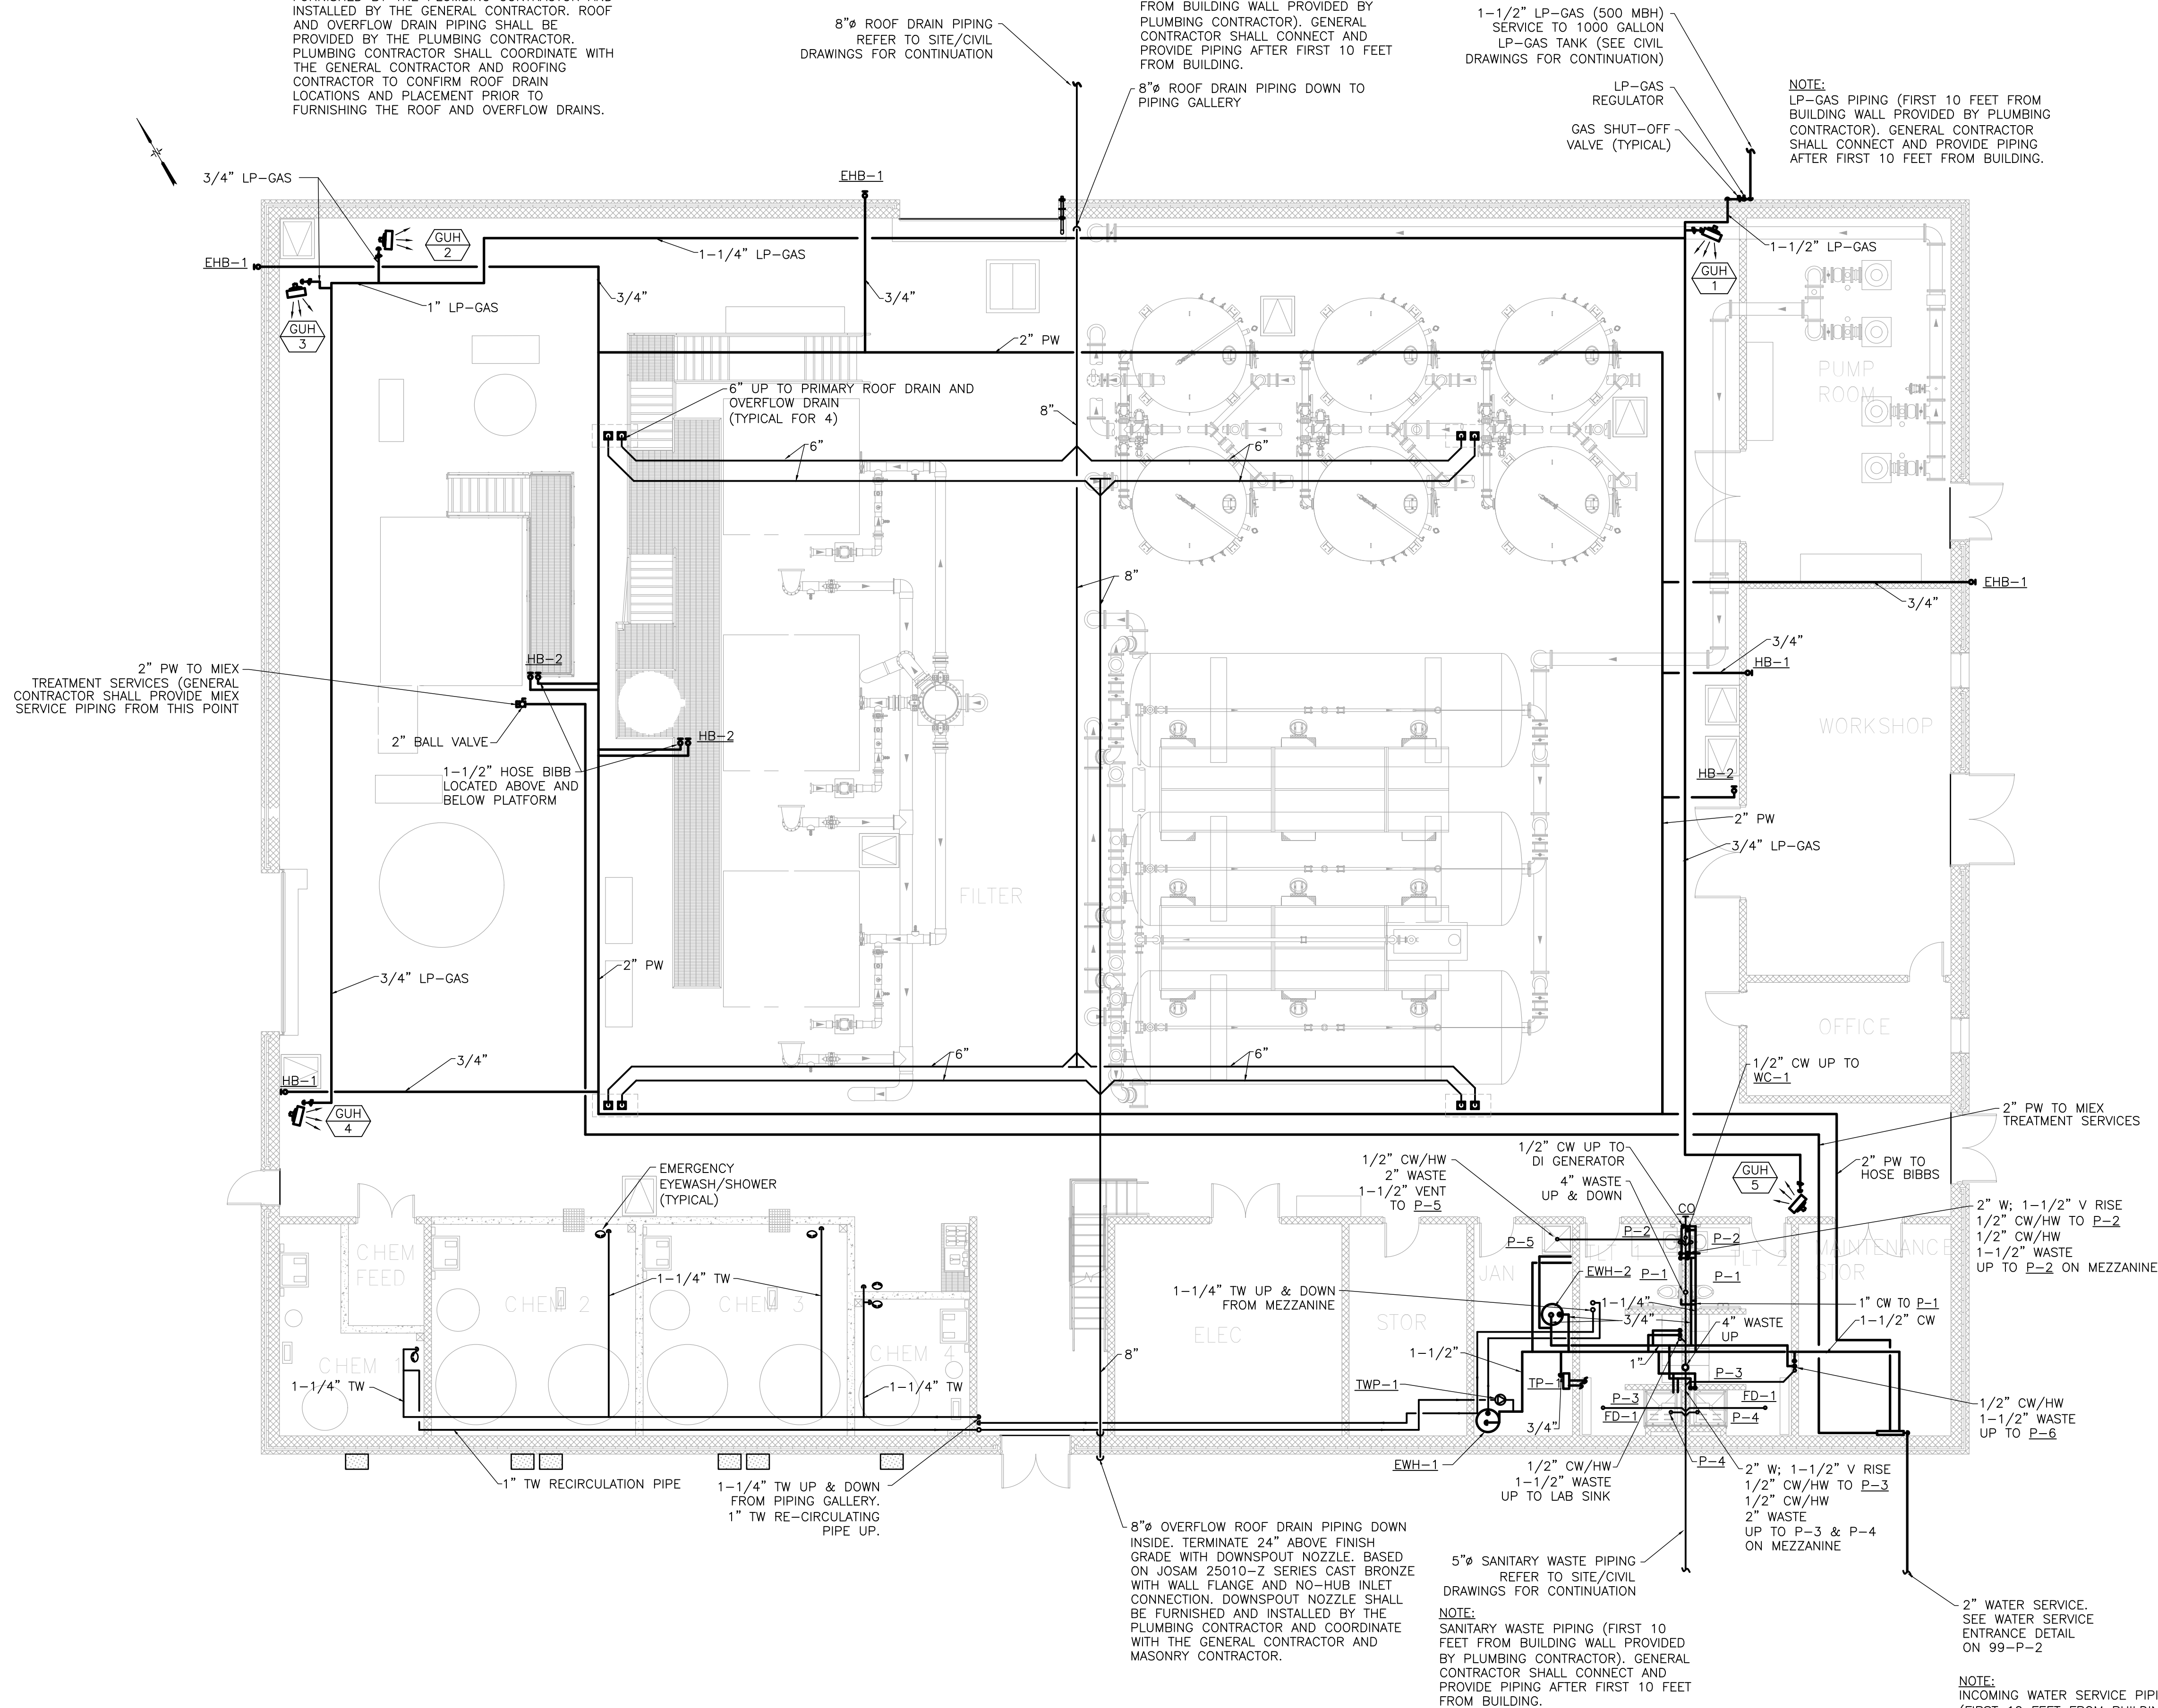 FURNISHED BY THE PLUMBING CONTRACTOR AND
INSTALLED BY THE GENERAL CONTRACTOR. ROOF
AND OVERFLOW DRAIN PIPING SHALL BE
PROVIDED BY THE PLUMBING CONTRACTOR.
PLUMBING CONTRACTOR SHALL COORDINATE WITH
THE GENERAL CONTRACTOR AND ROOFING
CONTRACTOR TO CONFIRM ROOF DRAIN
LOCATIONS AND PLACEMENT PRIOR TO
FURNISHING THE ROOF AND OVERFLOW DRAINS.
8"ø ROOF DRAIN PIPING
REFER TO SITE/CIVIL
DRAWINGS FOR CONTINUATION
FROM BUILDING WALL PROVIDED BY
PLUMBING CONTRACTOR). GENERAL
CONTRACTOR SHALL CONNECT AND
PROVIDE PIPING AFTER FIRST 10 FEET
FROM BUILDING.
8"ø ROOF DRAIN PIPING DOWN TO
PIPING GALLERY
1-1/2" LP-GAS (500 MBH)
SERVICE TO 1000 GALLON
LP-GAS TANK (SEE CIVIL
DRAWINGS FOR CONTINUATION)
LP-GAS
REGULATOR
GAS SHUT-OFF
VALVE (TYPICAL)
NOTE:
LP-GAS PIPING (FIRST 10 FEET FROM
BUILDING WALL PROVIDED BY PLUMBING
CONTRACTOR). GENERAL CONTRACTOR
SHALL CONNECT AND PROVIDE PIPING
AFTER FIRST 10 FEET FROM BUILDING.
3/4" LP-GAS
EHB-1
GUH
2
1-1/4" LP-GAS
1-1/2" LP-GAS
EHB-1
GUH
1
3/4"
3/4"
1" LP-GAS
GUH
3
2" PW
PUMP
ROOM
6" UP TO PRIMARY ROOF DRAIN AND
OVERFLOW DRAIN
(TYPICAL FOR 4)
8"
6"
6"
8"
EHB-1
3/4"
3/4"
HB-1
HB-2
2" PW TO MIEX
TREATMENT SERVICES (GENERAL
CONTRACTOR SHALL PROVIDE MIEX
SERVICE PIPING FROM THIS POINT
2" BALL VALVE
HB-2
1-1/2" HOSE BIBB
LOCATED ABOVE AND
BELOW PLATFORM
WORKSHOP
HB-2
2" PW
3/4" LP-GAS
FILTER
2" PW
3/4" LP-GAS
OFFICE
6"
6"
3/4"
HB-1
GUH
4
1/2" CW UP TO
WC-1
2" PW TO MIEX
TREATMENT SERVICES
EMERGENCY
EYEWASH/SHOWER
(TYPICAL)
1/2" CW/HW
2" WASTE
1-1/2" VENT
TO P-5
1/2" CW UP TO
DI GENERATOR
4" WASTE
UP & DOWN
GUH
5
2" PW TO
HOSE BIBBS
CO
2" W; 1-1/2" V RISE
1/2" CW/HW TO P-2
1/2" CW/HW
1-1/2" WASTE
UP TO P-2 ON MEZZANINE
P-5
P-2
P-2
CHEM
FEED
CHEM 2
CHEM 3
1-1/4" TW
JAN
TLT 1
TLT 2
MAINTENANCE
STOR
EWH-2
P-1
P-1
1-1/4" TW UP & DOWN
FROM MEZZANINE
1-1/4"
3/4"
1" CW TO P-1
1-1/2" CW
4" WASTE
UP
ELEC
STOR
CHEM 1
CHEM 4
1-1/2"
1"
1-1/4" TW
1-1/4" TW
8"
TWP-1
TP-1
P-3
P-3
FD-1
FD-1
P-4
3/4"
1/2" CW/HW
1-1/2" WASTE
UP TO P-6
EWH-1
P-4
1" TW RECIRCULATION PIPE
1-1/4" TW UP & DOWN
FROM PIPING GALLERY.
1" TW RE-CIRCULATING
PIPE UP.
1/2" CW/HW
1-1/2" WASTE
UP TO LAB SINK
2" W; 1-1/2" V RISE
1/2" CW/HW TO P-3
1/2" CW/HW
2" WASTE
UP TO P-3 & P-4
ON MEZZANINE
8"ø OVERFLOW ROOF DRAIN PIPING DOWN
INSIDE. TERMINATE 24" ABOVE FINISH
GRADE WITH DOWNSPOUT NOZZLE. BASED
ON JOSAM 25010-Z SERIES CAST BRONZE
WITH WALL FLANGE AND NO-HUB INLET
CONNECTION. DOWNSPOUT NOZZLE SHALL
BE FURNISHED AND INSTALLED BY THE
PLUMBING CONTRACTOR AND COORDINATE
WITH THE GENERAL CONTRACTOR AND
MASONRY CONTRACTOR.
5"ø SANITARY WASTE PIPING
REFER TO SITE/CIVIL
DRAWINGS FOR CONTINUATION
NOTE:
SANITARY WASTE PIPING (FIRST 10
FEET FROM BUILDING WALL PROVIDED
BY PLUMBING CONTRACTOR). GENERAL
CONTRACTOR SHALL CONNECT AND
PROVIDE PIPING AFTER FIRST 10 FEET
FROM BUILDING.
2" WATER SERVICE.
SEE WATER SERVICE
ENTRANCE DETAIL
ON 99-P-2
NOTE:
INCOMING WATER SERVICE PIPI